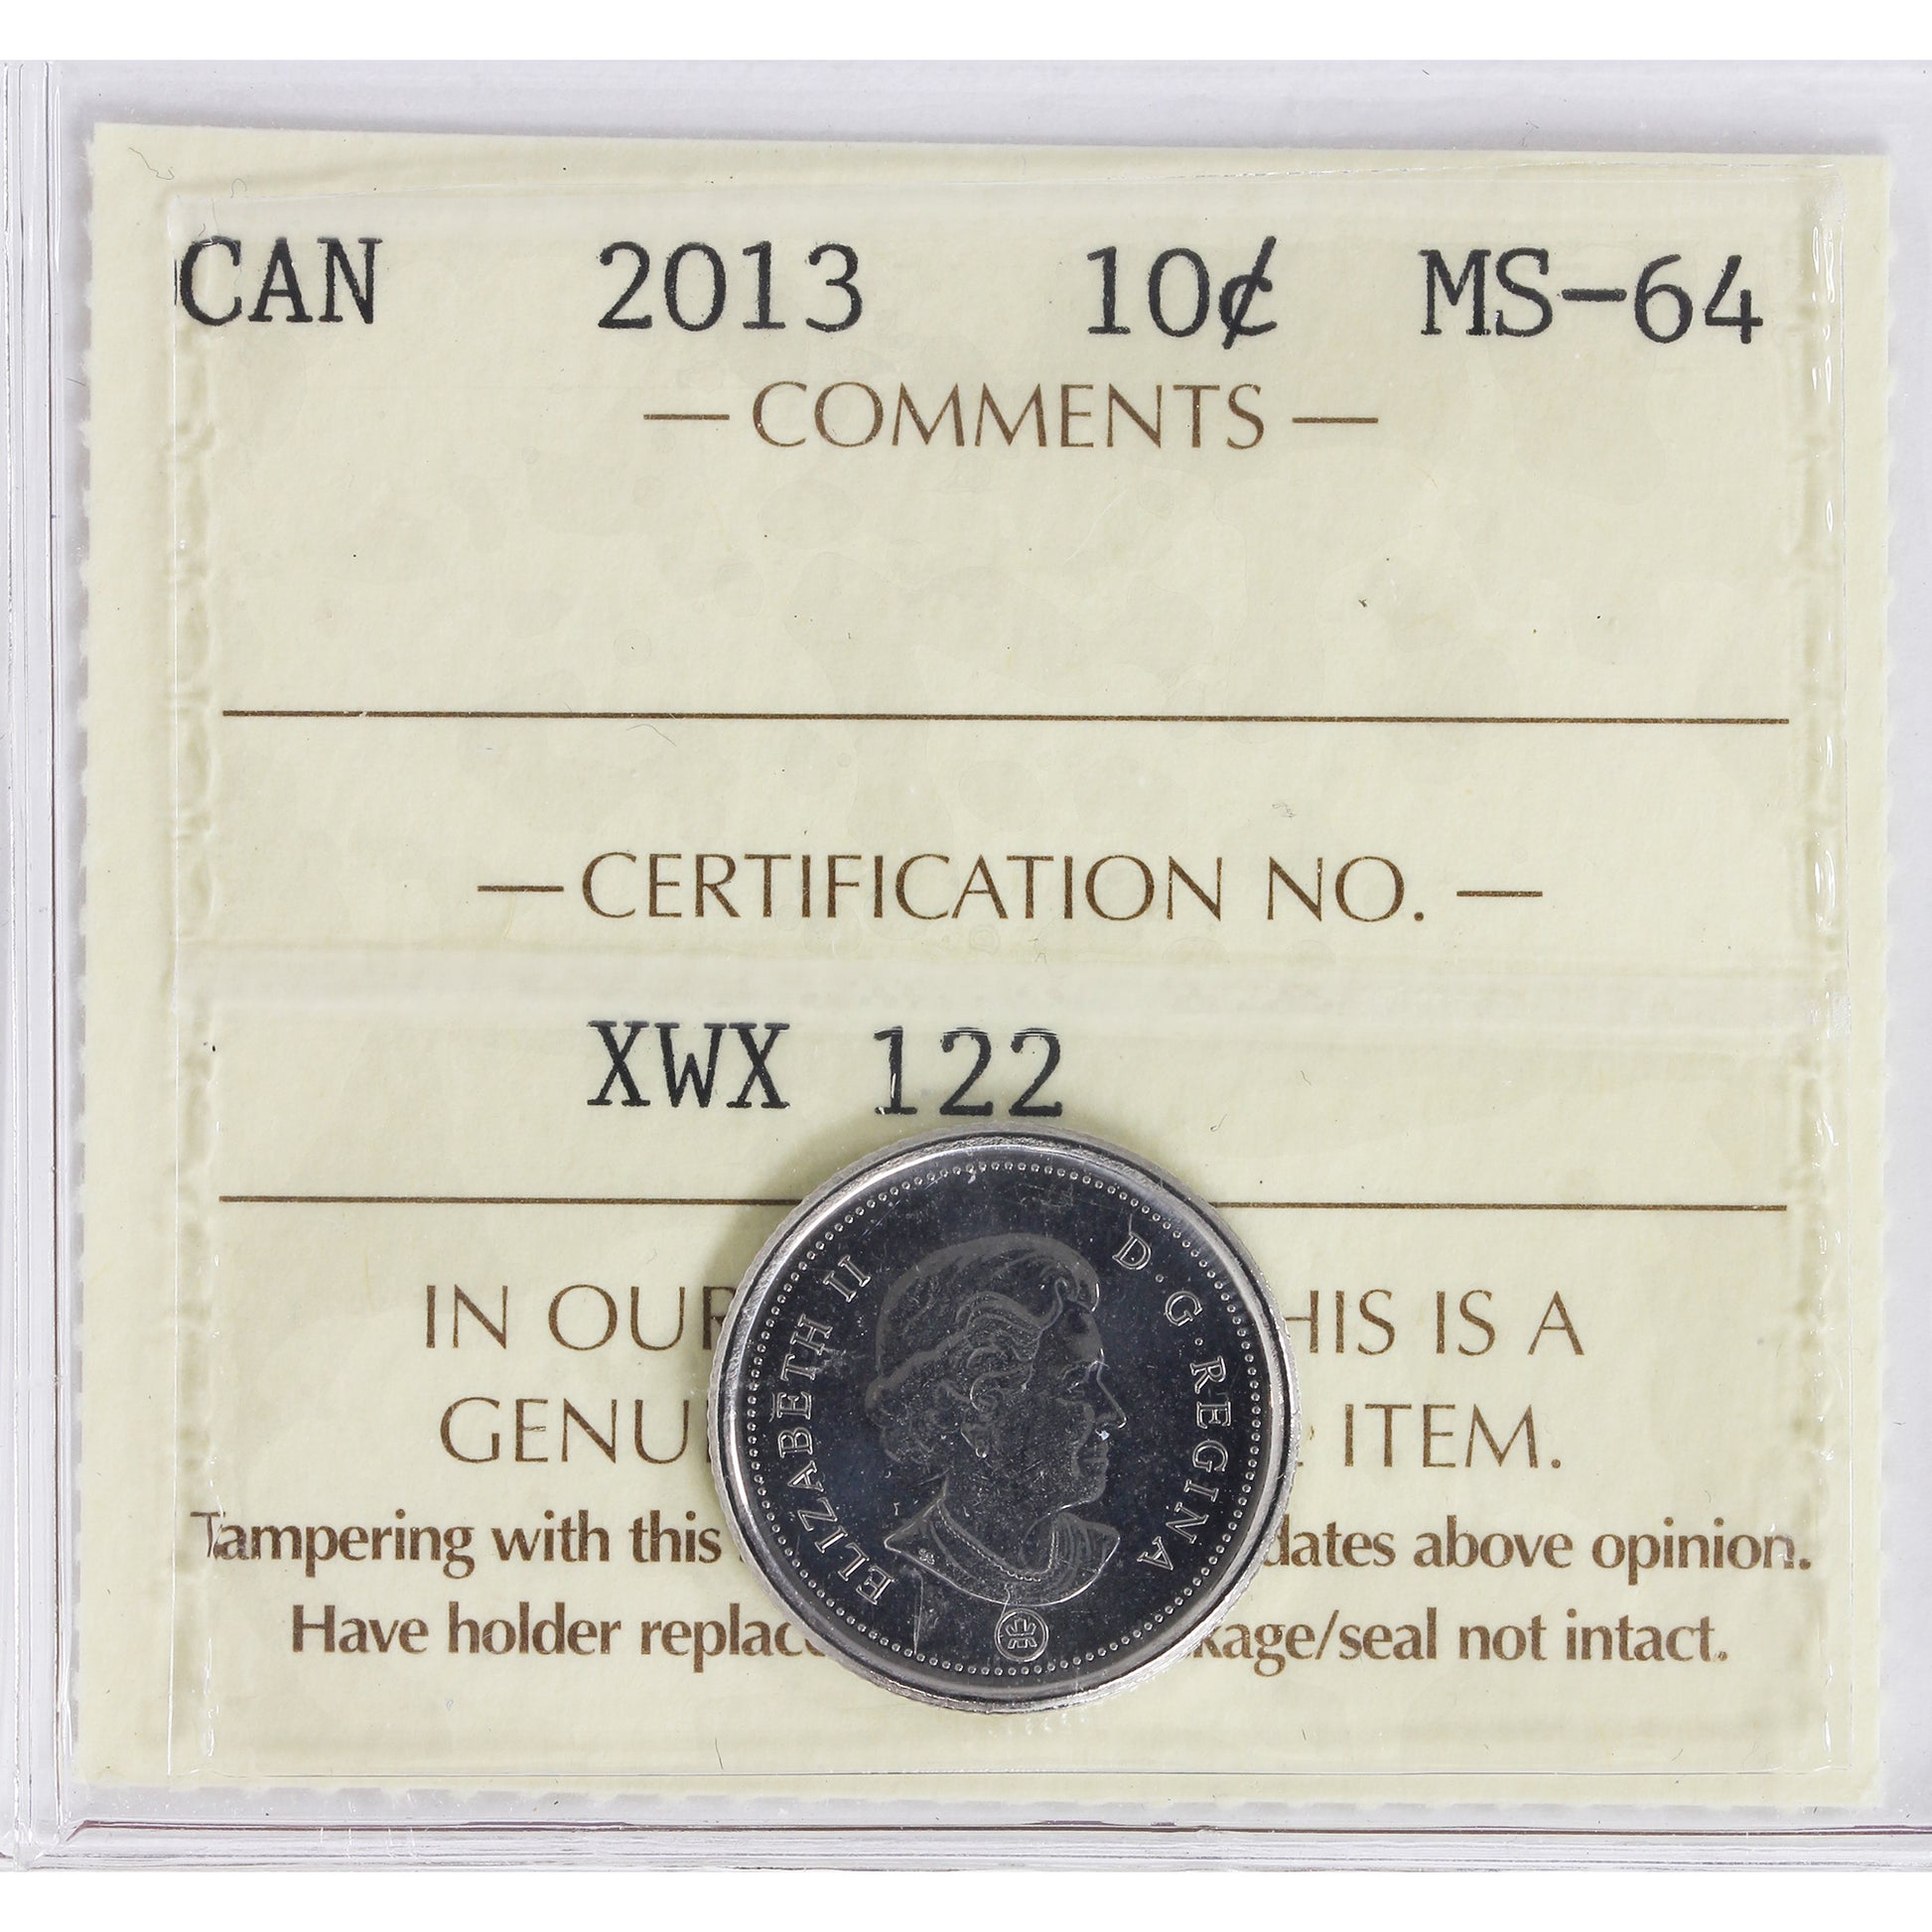 CAN 2013 10¢ MS-64
— COMMENTS —
— CERTIFICATION NO. —
XWX 122
IN OUR HIS IS A
GENU ITEM.
Tampering with this dates above opinion.
Have holder replac kage/seal not intact.
ELIZABETH II D·G·REGINA